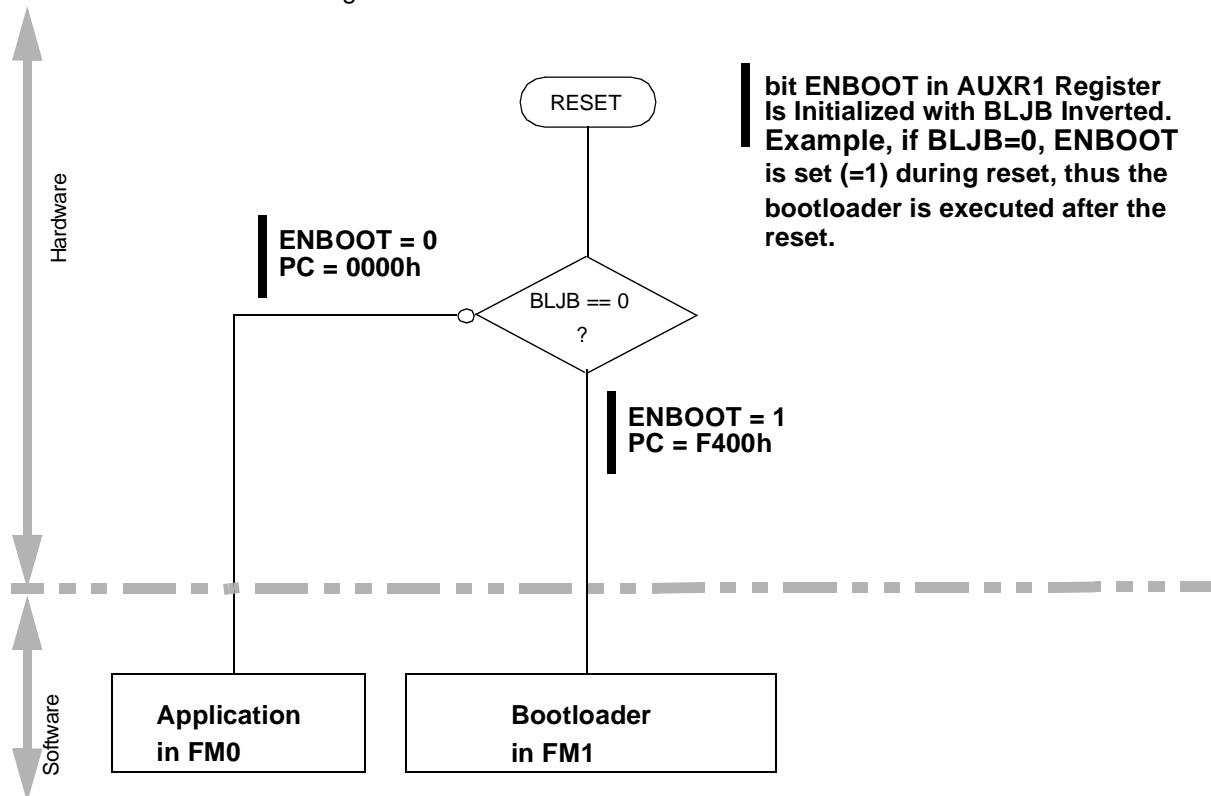 RESET
bit ENBOOT in AUXR1 Register
Is Initialized with BLJB Inverted.
Example, if BLJB=0, ENBOOT
is set (=1) during reset, thus the
bootloader is executed after the
reset.
Hardware
ENBOOT = 0
PC = 0000h
BLJB == 0
?
ENBOOT = 1
PC = F400h
Software
Application
in FM0
Bootloader
in FM1